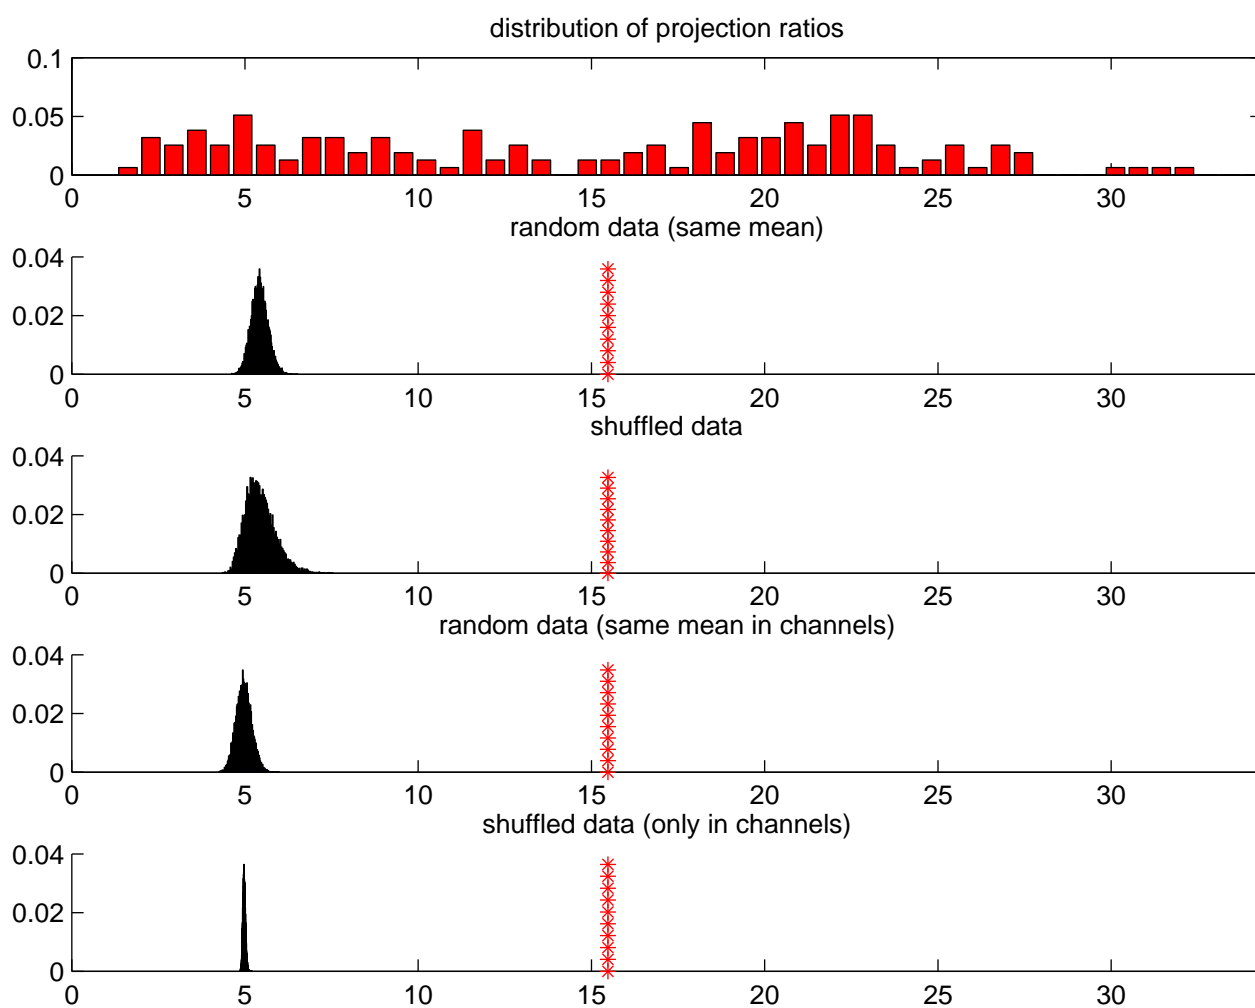 distribution of projection ratios
0.1
0.05
0
0 5 10 15 20 25 30
random data (same mean)
0.04
0.02
0
0 5 10 15 20 25 30
shuffled data
0.04
0.02
0
0 5 10 15 20 25 30
random data (same mean in channels)
0.04
0.02
0
0 5 10 15 20 25 30
shuffled data (only in channels)
0.04
0.02
0
0 5 10 15 20 25 30